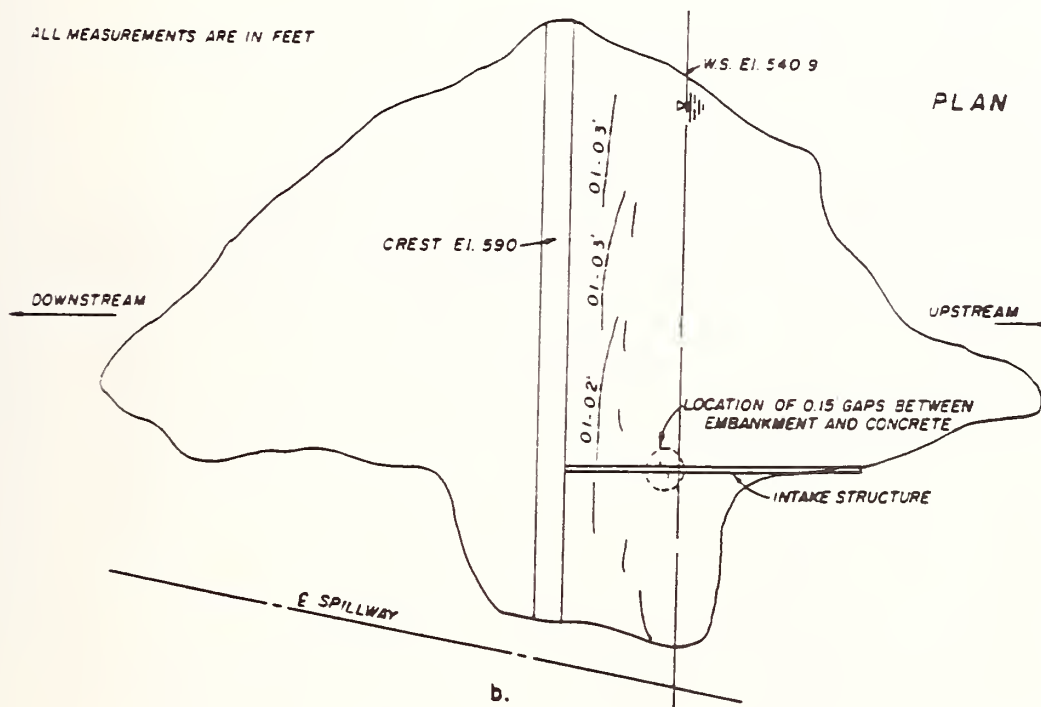 ALL MEASUREMENTS ARE IN FEET
W.S. El. 540 9
PLAN
01-03'
CREST El. 590
01-03'
DOWNSTREAM
UPSTREAM
01-02'
LOCATION OF 0.15 GAPS BETWEEN
EMBANKMENT AND CONCRETE
INTAKE STRUCTURE
£ SPILLWAY
b.